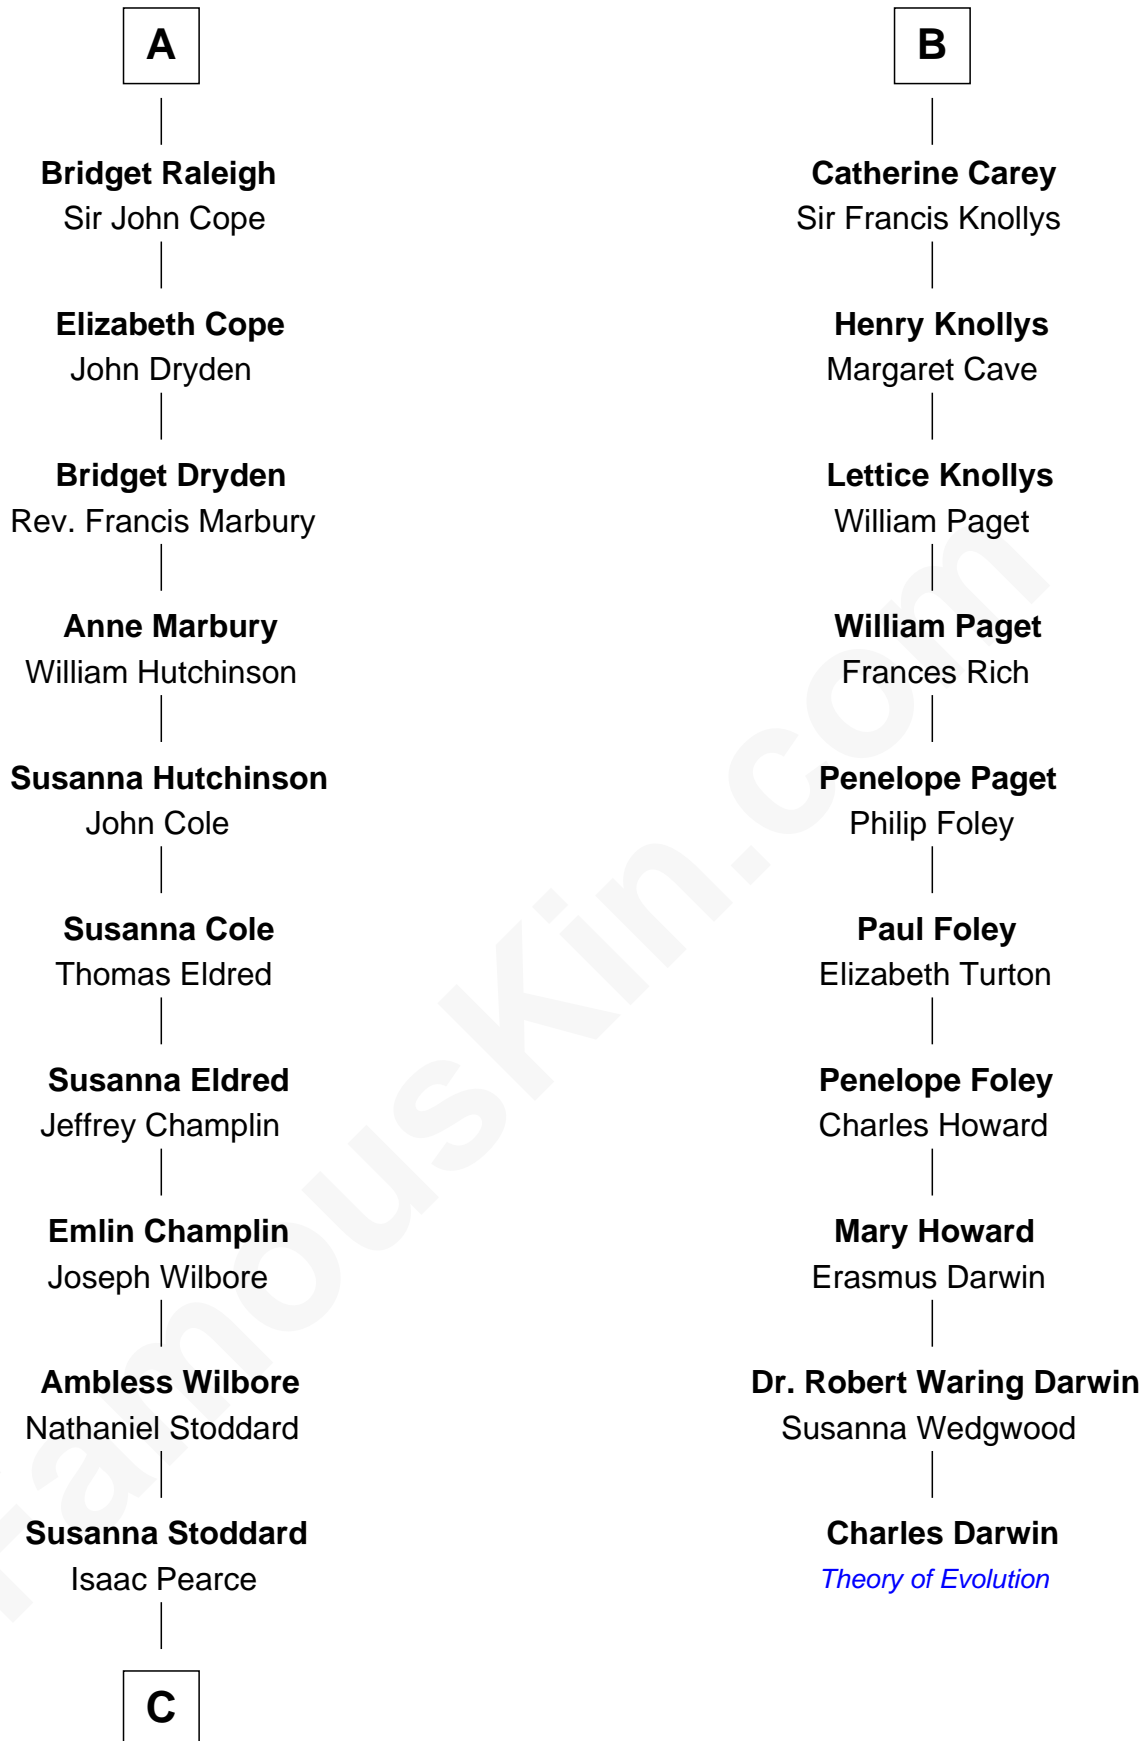 A
Bridget Raleigh
Sir John Cope
Elizabeth Cope
John Dryden
Bridget Dryden
Rev. Francis Marbury
Anne Marbury
William Hutchinson
Susanna Hutchinson
John Cole
Susanna Cole
Thomas Eldred
Susanna Eldred
Jeffrey Champlin
Emlin Champlin
Joseph Wilbore
Ambless Wilbore
Nathaniel Stoddard
Susanna Stoddard
Isaac Pearce
C
B
Catherine Carey
Sir Francis Knollys
Henry Knollys
Margaret Cave
Lettice Knollys
William Paget
William Paget
Frances Rich
Penelope Paget
Philip Foley
Paul Foley
Elizabeth Turton
Penelope Foley
Charles Howard
Mary Howard
Erasmus Darwin
Dr. Robert Waring Darwin
Susanna Wedgwood
Charles Darwin
Theory of Evolution
FamousKin.com